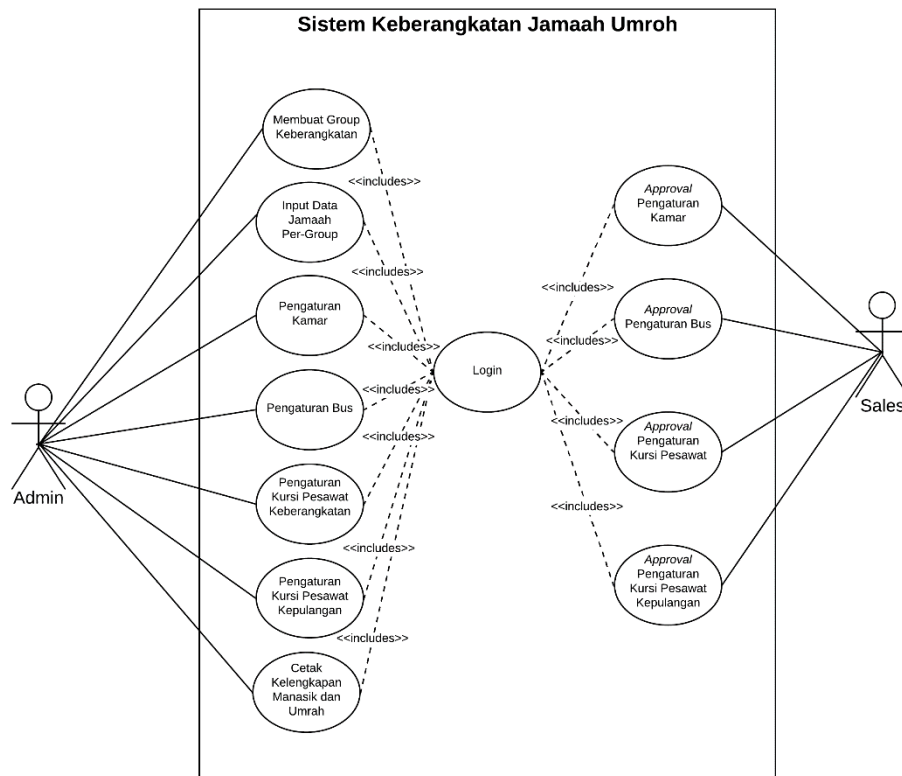 Sistem Keberangkatan Jamaah Umroh
Membuat Group
Keberangkatan
<<includes>>
Input Data
Jamaah
Per-Group
<<includes>>
Pengaturan
Kamar
<<includes>>
Pengaturan Bus
<<includes>>
<<includes>>
Pengaturan
Kursi Pesawat
Keberangkatan
<<includes>>
Pengaturan
Kursi Pesawat
Kepulangan
<<includes>>
Cetak
Kelengkapan
Manasik dan
Umrah
Admin
Login
Approval
Pengaturan
Kamar
<<includes>>
Approval
Pengaturan Bus
<<includes>>
Approval
Pengaturan
Kursi Pesawat
<<includes>>
Approval
Pengaturan
Kursi Pesawat
Kepulangan
<<includes>>
Sales